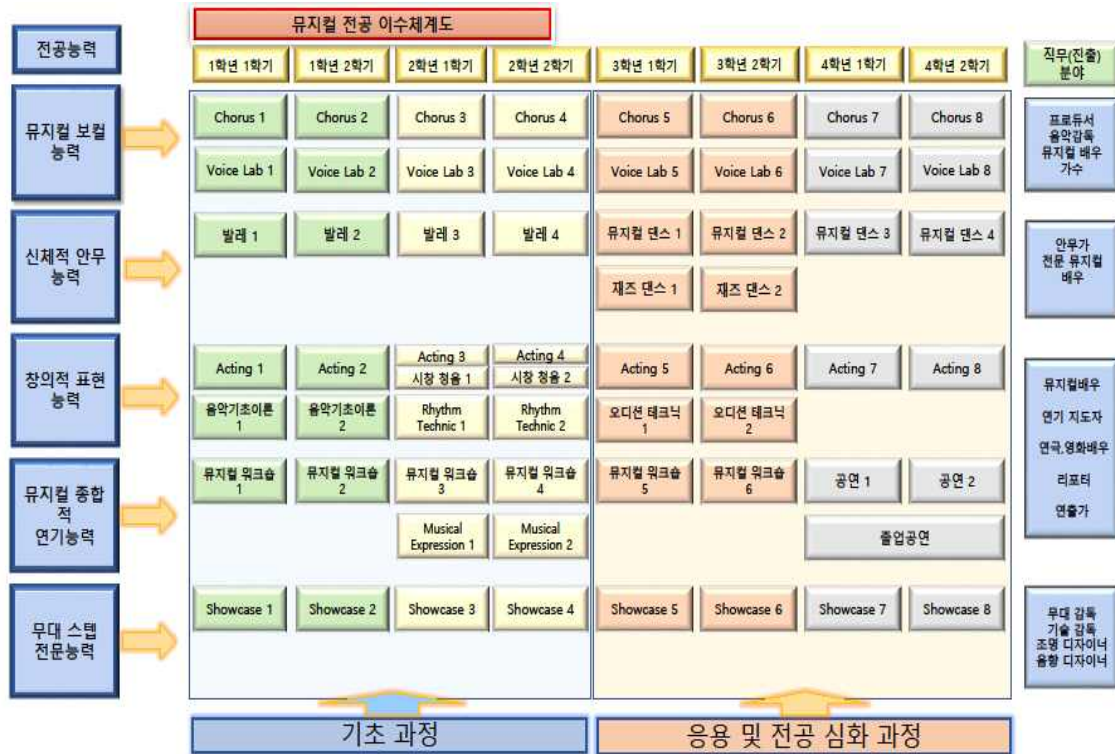 뮤지컬 전공 이수체계도
전공능력
1학년 1학기
1학년 2학기
2학년 1학기
2학년 2학기
3학년 1학기
3학년 2학기
4학년 1학기
4학년 2학기
직무(진출)
분야
뮤지컬 보컬
능력
Chorus 1
Chorus 2
Chorus 3
Chorus 4
Chorus 5
Chorus 6
Chorus 7
Chorus 8
Voice Lab 1
Voice Lab 2
Voice Lab 3
Voice Lab 4
Voice Lab 5
Voice Lab 6
Voice Lab 7
Voice Lab 8
프로듀서
음악감독
뮤지컬 배우
가수
신체적 안무
능력
발레 1
발레 2
발레 3
발레 4
뮤지컬 댄스 1
뮤지컬 댄스 2
뮤지컬 댄스 3
뮤지컬 댄스 4
재즈 댄스 1
재즈 댄스 2
안무가
전문 뮤지컬
배우
창의적 표현
능력
Acting 1
Acting 2
Acting 3
Acting 4
시창 청음 1
시창 청음 2
Acting 5
Acting 6
Acting 7
Acting 8
음악기초이론
1
음악기초이론
2
Rhythm
Technic 1
Rhythm
Technic 2
오디션 테크닉
1
오디션 테크닉
2
뮤지컬배우
연기 지도자
연극,영화배우
리포터
연출가
뮤지컬 종합
적
연기능력
뮤지컬 워크숍
1
뮤지컬 워크숍
2
뮤지컬 워크숍
3
뮤지컬 워크숍
4
뮤지컬 워크숍
5
뮤지컬 워크숍
6
공연 1
공연 2
Musical
Expression 1
Musical
Expression 2
졸업공연
무대 스텝
전문능력
Showcase 1
Showcase 2
Showcase 3
Showcase 4
Showcase 5
Showcase 6
Showcase 7
Showcase 8
무대 감독
기술 감독
조명 디자이너
음향 디자이너
기초 과정
응용 및 전공 심화 과정